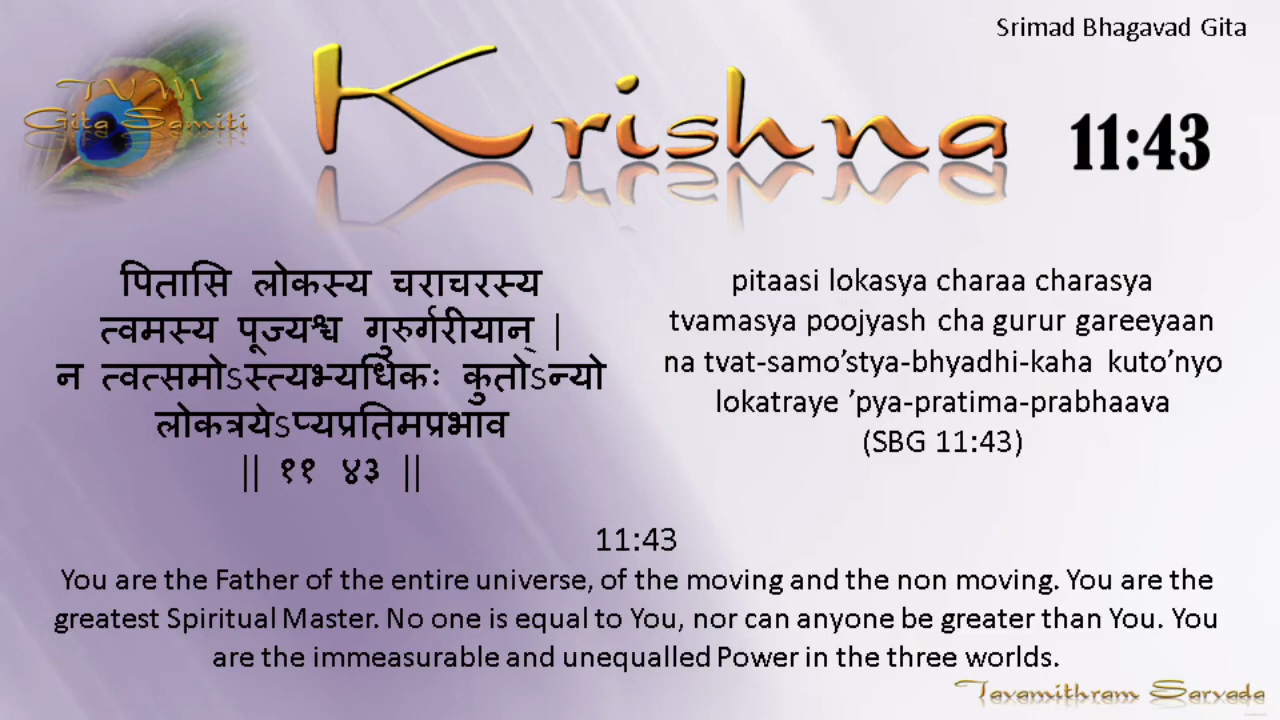 Srimad Bhagavad Gita
TVAM
Gita Samiti
Krishna
11:43
पितासि लोकस्य चराचरस्य
त्वमस्य पूज्यश्च गुरुर्गरीयान् |
न त्वत्समोऽस्त्यभ्यधिकः कुतोऽन्यो
लोकत्रयेऽप्यप्रतिमप्रभाव
|| ११ ४३ ||
pitaasi lokasya charaa charasya
tvamasya poojyash cha gurur gareeyaan
na tvat-samo’stya-bhyadhi-kaha kuto’nyo
lokatraye ’pya-pratima-prabhaava
(SBG 11:43)
11:43
You are the Father of the entire universe, of the moving and the non moving. You are the
greatest Spiritual Master. No one is equal to You, nor can anyone be greater than You. You
are the immeasurable and unequalled Power in the three worlds.
Tavamithram Sarvada